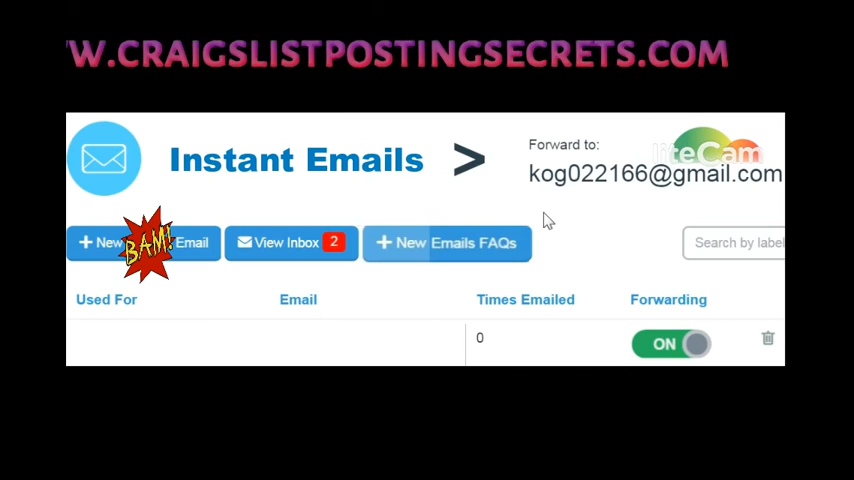 W.CRAIGSLISTPOSTINGSECRETS.COM
Forward to:
liteCam
Instant Emails >
kog022166@gmail.com
+ New BAM! Email
View Inbox 2
+ New Emails FAQs
Search by label
Used For Email Times Emailed Forwarding
0 ON